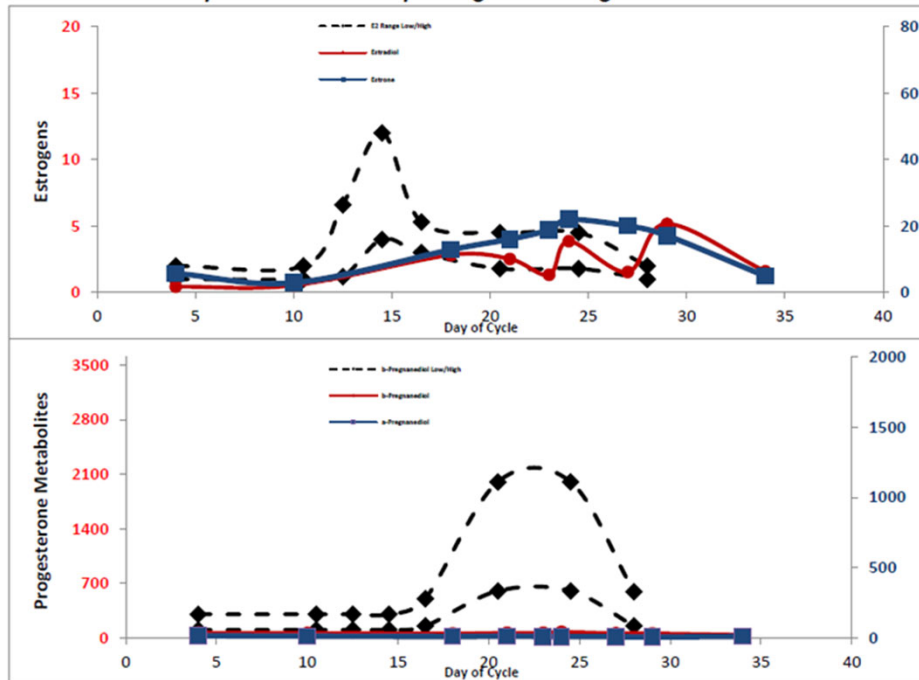 20
15
10
5
0
Estrogens
E2 Range Low/High
Estradiol
Estrone
80
60
40
20
0
0 5 10 15 20 25 30 35 40
Day of Cycle
3500
2800
2100
1400
700
0
Progesterone Metabolites
b-Pregnanediol Low/High
b-Pregnanediol
a-Pregnanediol
2000
1500
1000
500
0
0 5 10 15 20 25 30 35 40
Day of Cycle